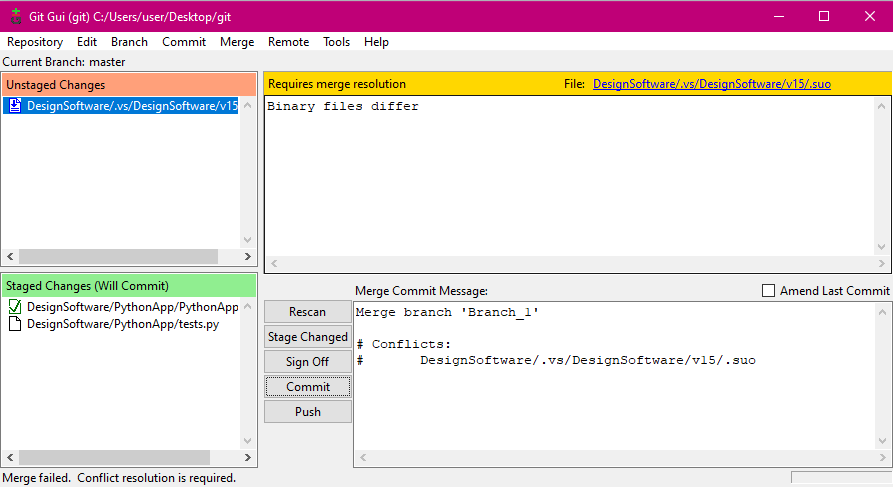 Git Gui (git) C:/Users/user/Desktop/git
Repository Edit Branch Commit Merge Remote Tools Help
Current Branch: master
Unstaged Changes
DesignSoftware/.vs/DesignSoftware/v15
Requires merge resolution File: DesignSoftware/.vs/DesignSoftware/v15/.suo
Binary files differ
Staged Changes (Will Commit)
DesignSoftware/PythonApp/PythonApp
DesignSoftware/PythonApp/tests.py
Rescan
Stage Changed
Sign Off
Commit
Push
Merge Commit Message: Amend Last Commit
Merge branch 'Branch_1'
# Conflicts:
# DesignSoftware/.vs/DesignSoftware/v15/.suo
Merge failed. Conflict resolution is required.